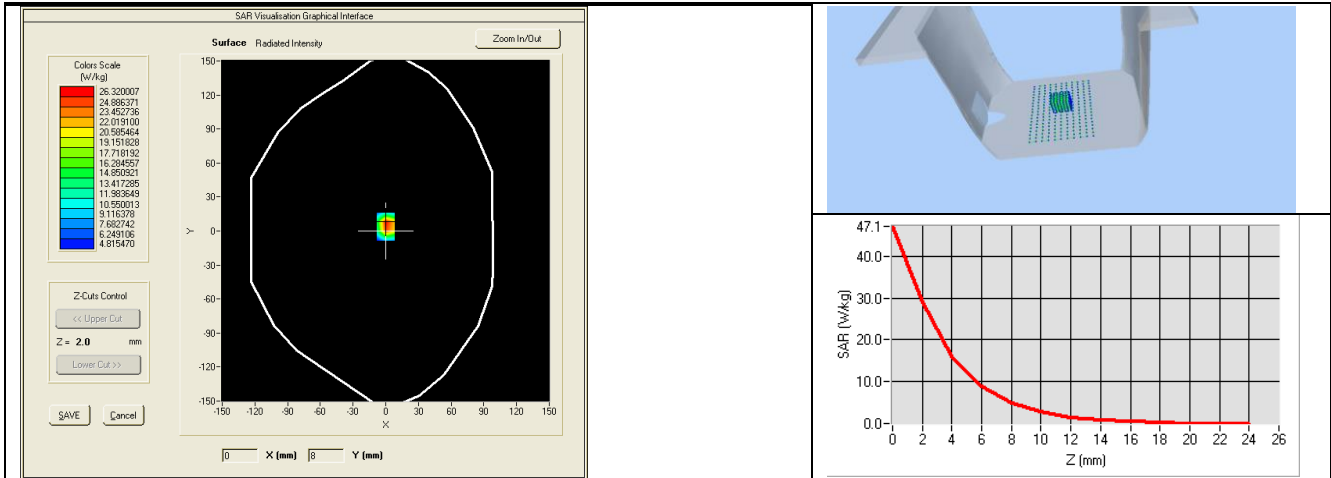 SAR Visualisation Graphical Interface
Surface Radiated Intensity
Zoom In/Out
Colors Scale
(W/kg)
26.320007
24.886371
23.452736
22.019100
20.585464
19.151828
17.718192
16.284557
14.850921
13.417285
11.983649
10.550013
9.116378
7.682742
6.249106
4.815470
Z-Cuts Control
<< Upper Cut
Z = 2.0 mm
Lower Cut >>
SAVE Cancel
150-
120-
90-
60-
30-
0-
-30-
-60-
-90-
-120-
-150-
Y
-150 -120 -90 -60 -30 0 30 60 90 120 150
X
0 X (mm) 8 Y (mm)
47.1-
40.0-
30.0-
20.0-
10.0-
0.0-
SAR (W/kg)
0 2 4 6 8 10 12 14 16 18 20 22 24 26
Z (mm)